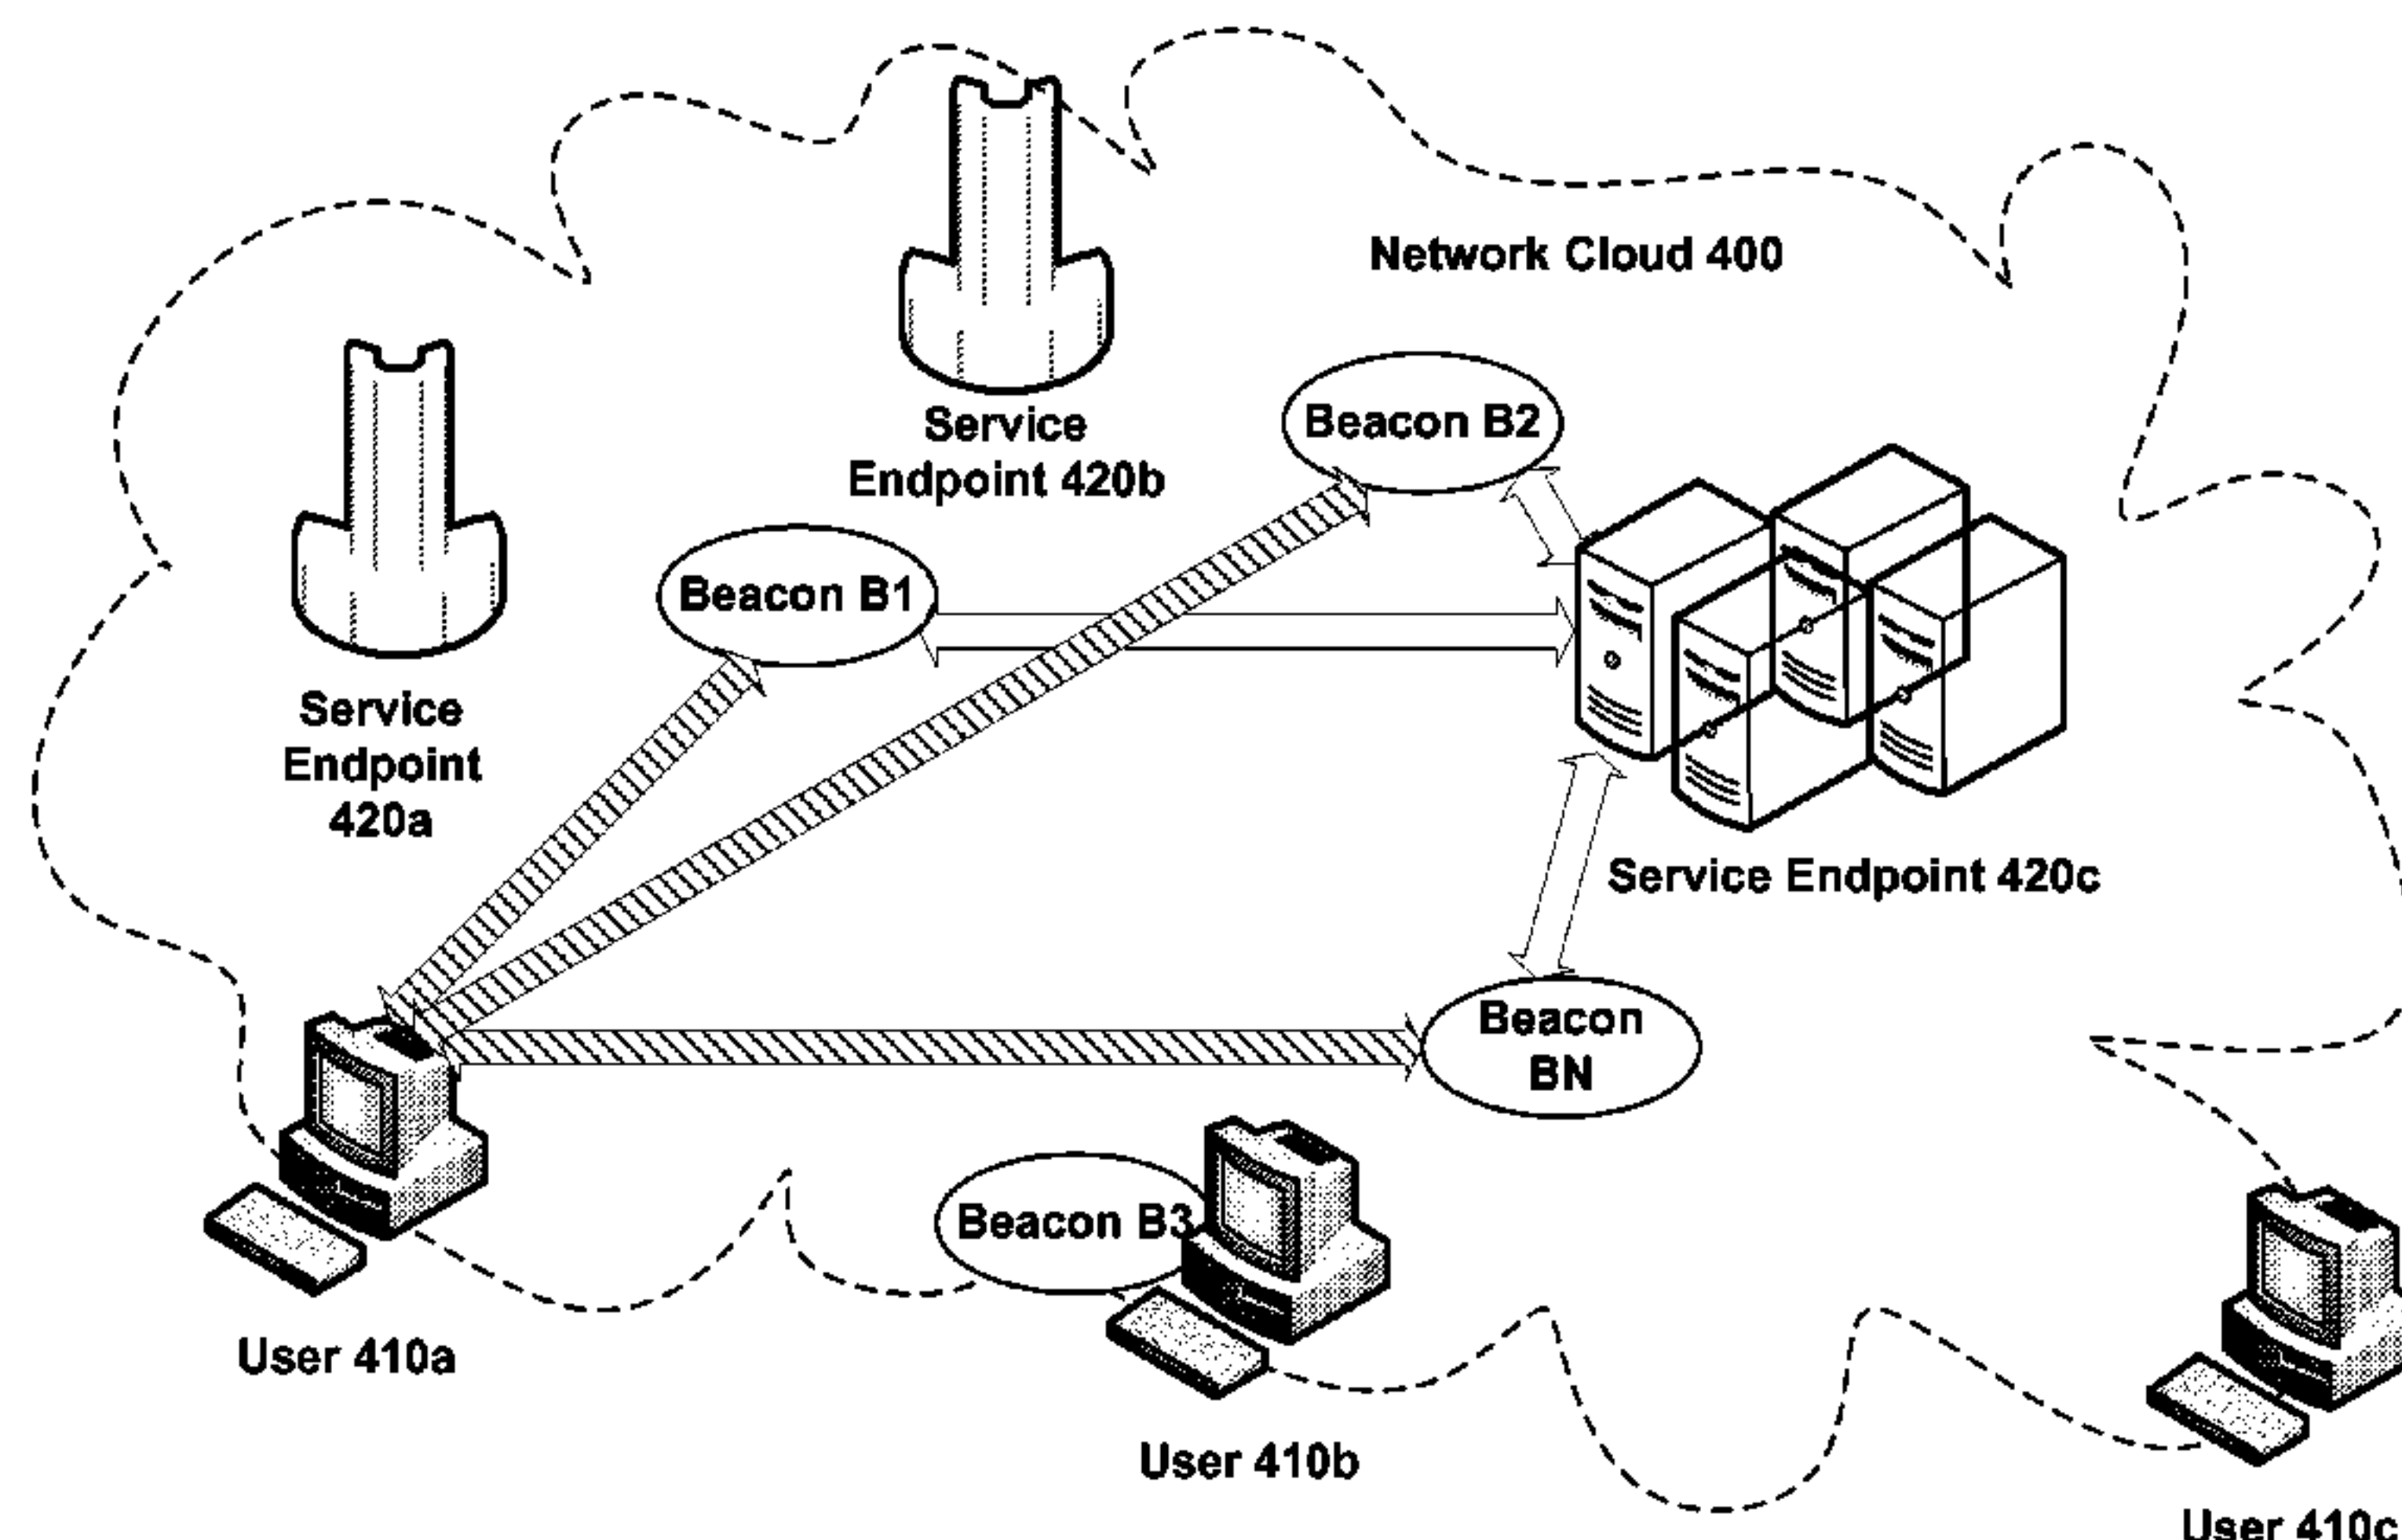 Network Cloud 400
Service
Endpoint 420b
Beacon B2
Beacon B1
Service
Endpoint
420a
Service Endpoint 420c
Beacon
BN
Beacon B3
User 410a
User 410b
User 410c